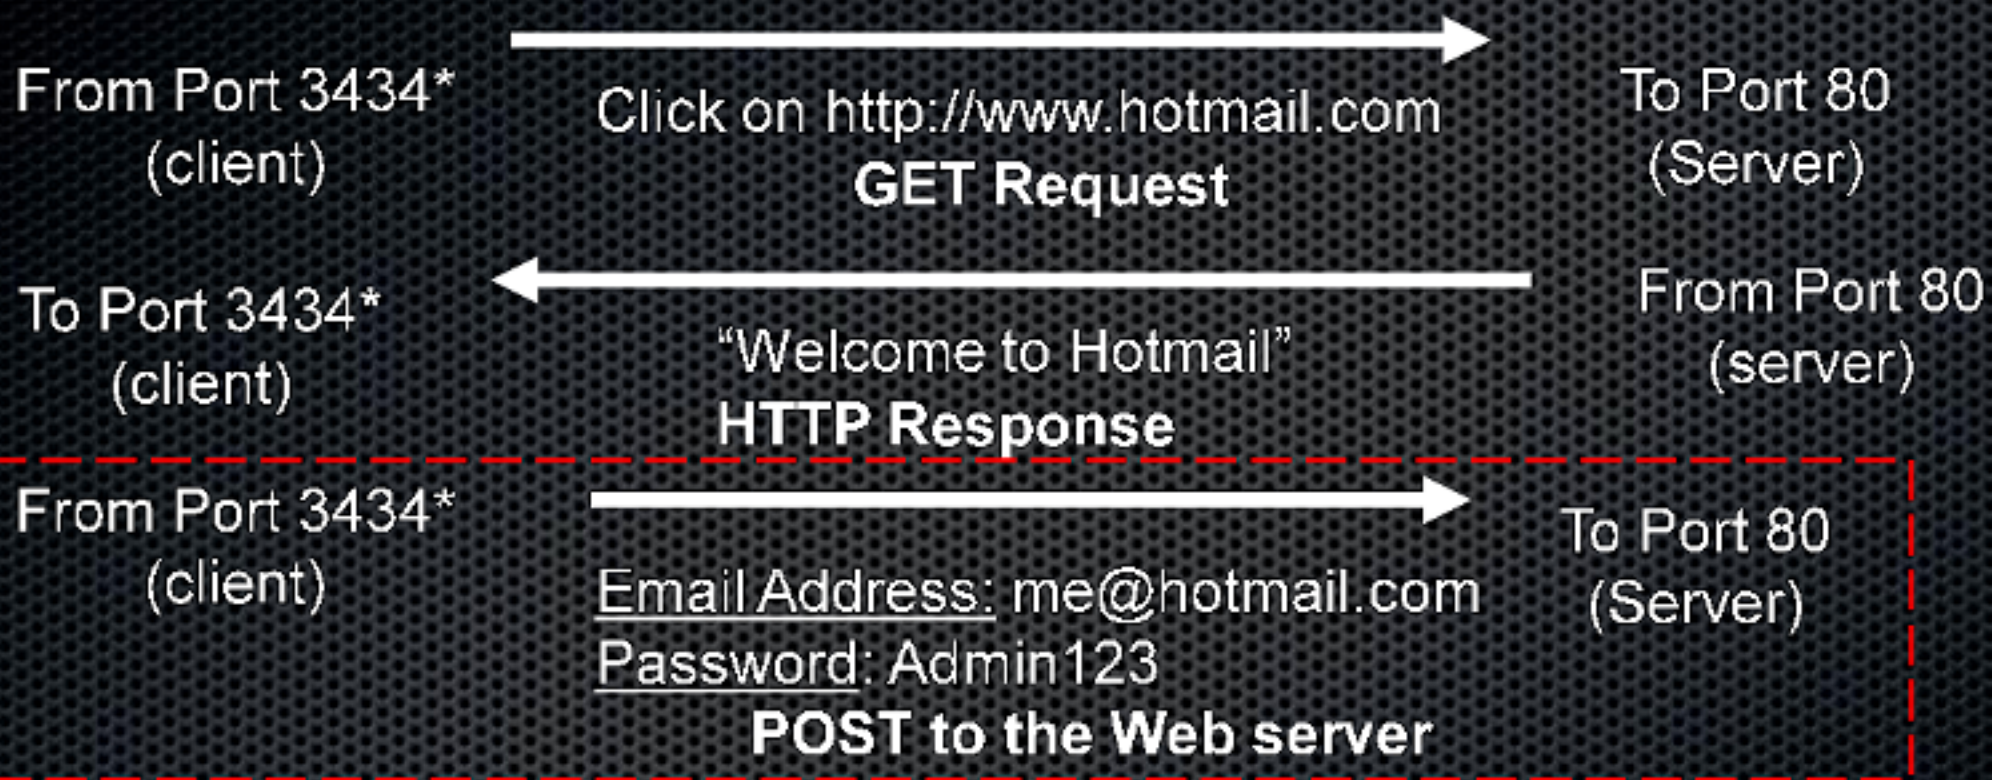 From Port 3434*
(client)
Click on http://www.hotmail.com
GET Request
To Port 80
(Server)
To Port 3434*
(client)
“Welcome to Hotmail”
HTTP Response
From Port 80
(server)
From Port 3434*
(client)
Email Address: me@hotmail.com
Password: Admin123
POST to the Web server
To Port 80
(Server)